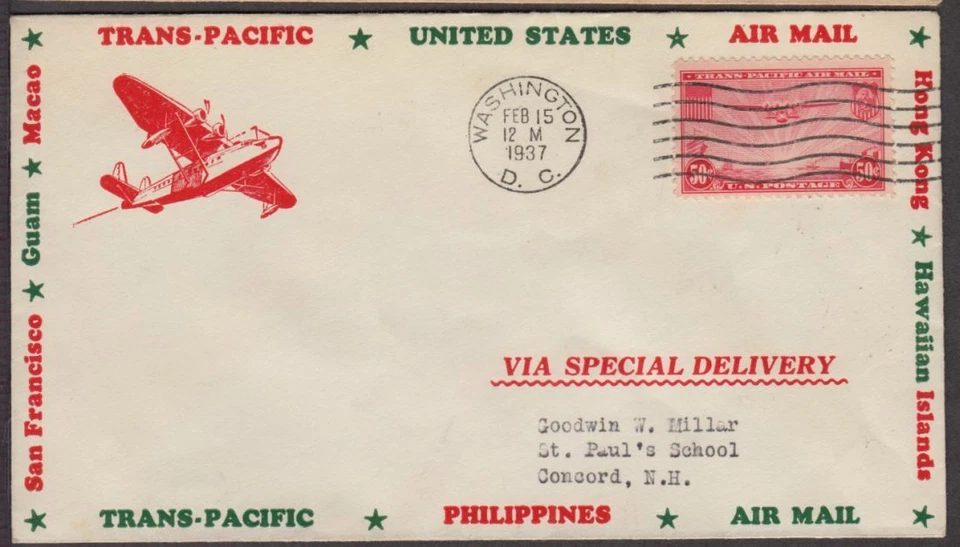 TRANS-PACIFIC ★ UNITED STATES ★ AIR MAIL
San Francisco ★ Guam ★ Macao
Hong Kong ★ Hawaiian Islands
WASHINGTON
FEB 15
12 M
1937
D. C.
TRANS-PACIFIC AIR MAIL
50¢ U.S. POSTAGE 50¢
VIA SPECIAL DELIVERY
Goodwin W. Millar
St. Paul's School
Concord, N.H.
TRANS-PACIFIC ★ PHILIPPINES ★ AIR MAIL